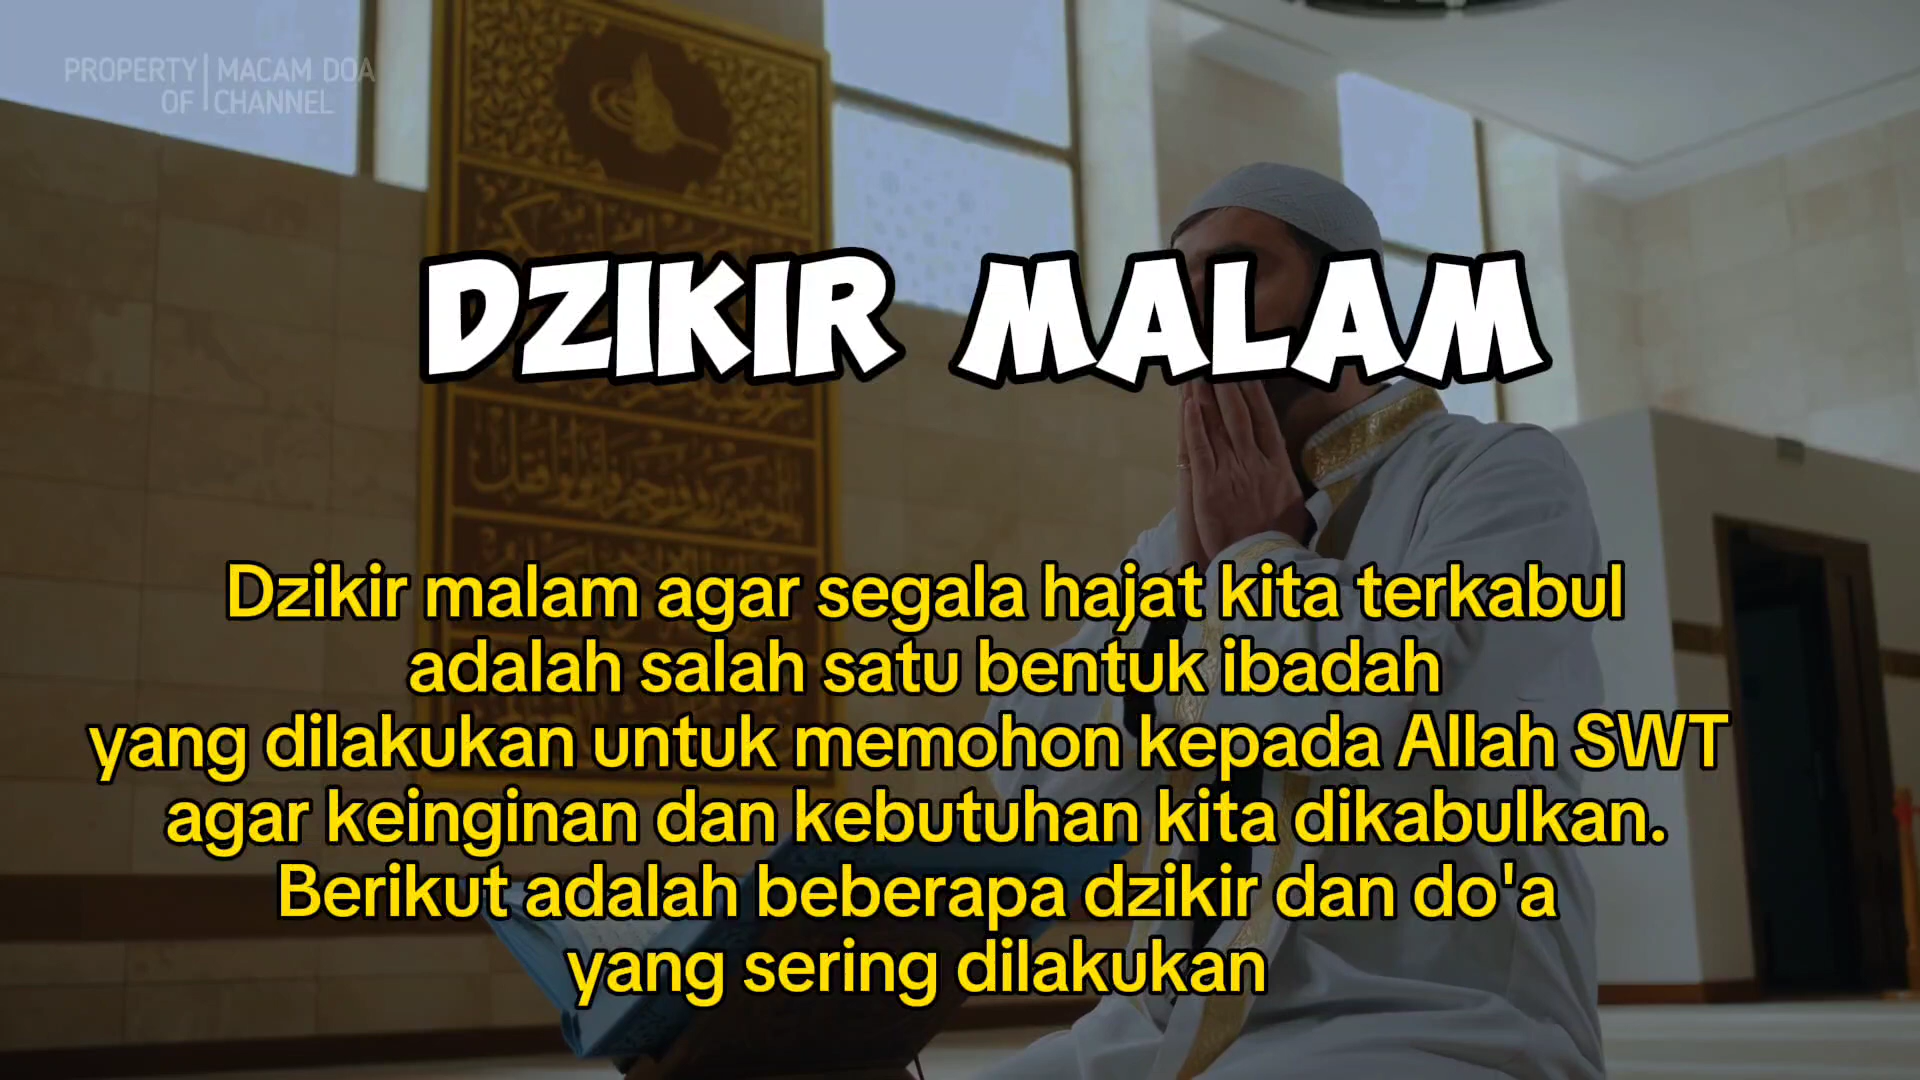 PROPERTY OF | MACAM DOA CHANNEL
DZIKIR MALAM
Dzikir malam agar segala hajat kita terkabul
adalah salah satu bentuk ibadah
yang dilakukan untuk memohon kepada Allah SWT
agar keinginan dan kebutuhan kita dikabulkan.
Berikut adalah beberapa dzikir dan do'a
yang sering dilakukan